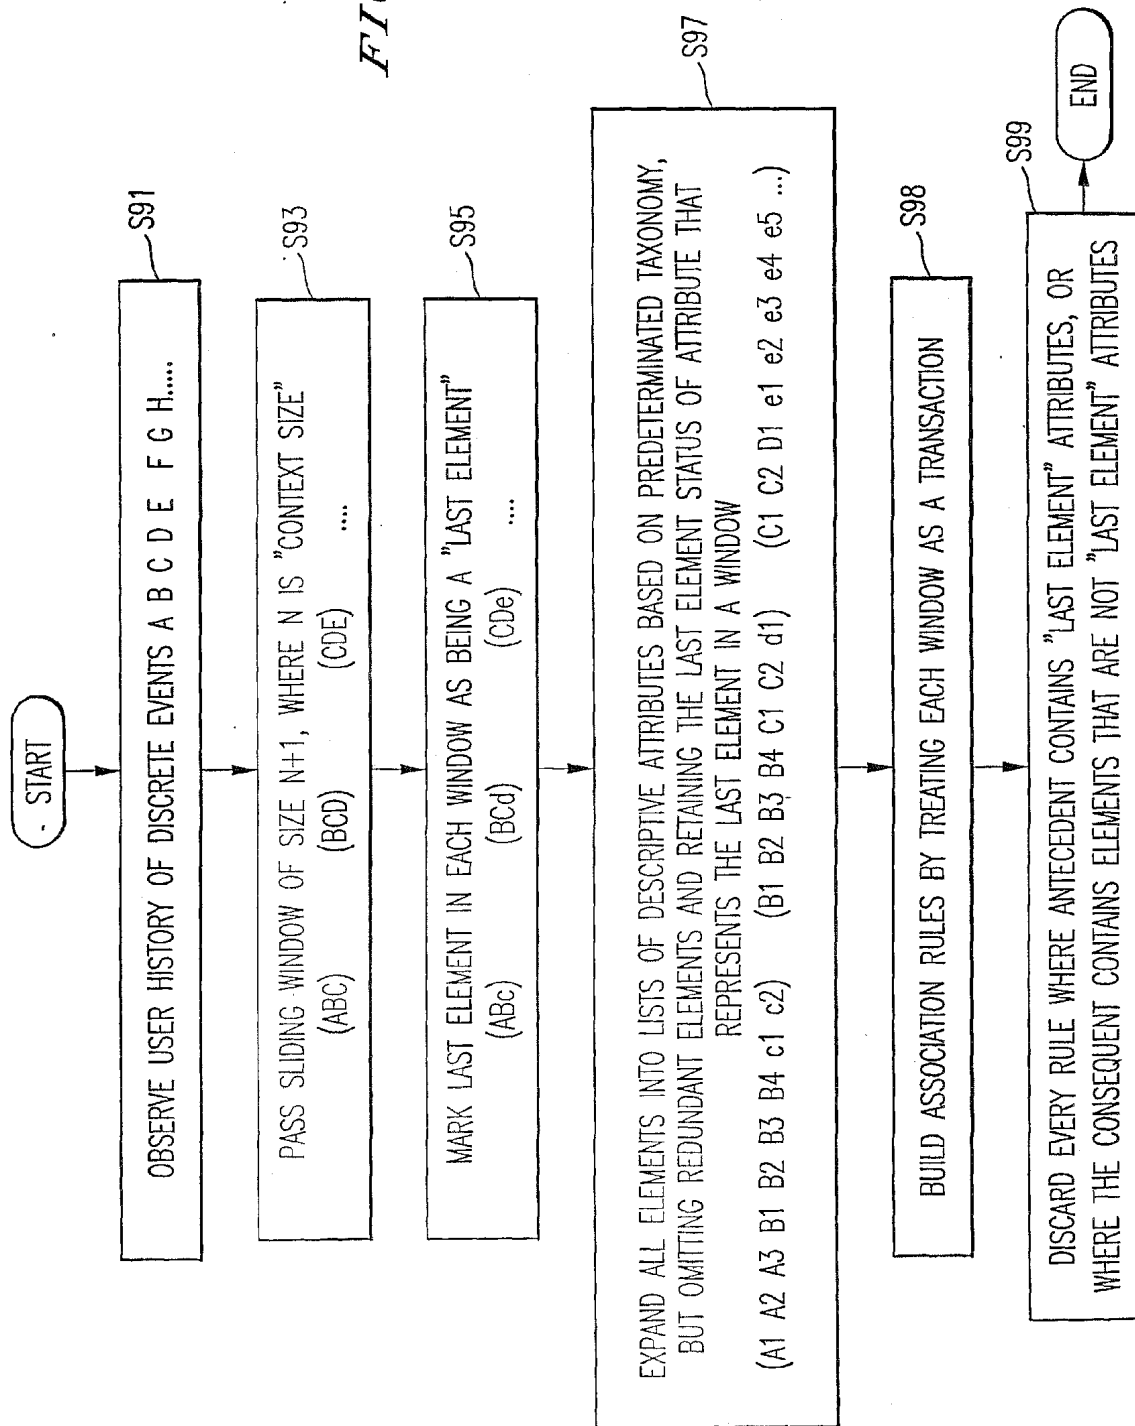 FI
- START
S91
OBSERVE USER HISTORY OF DISCRETE EVENTS A B C D E F G H.....
S93
PASS SLIDING WINDOW OF SIZE N+1, WHERE N IS "CONTEXT SIZE"
(ABC) (BCD) (CDE) ....
S95
MARK LAST ELEMENT IN EACH WINDOW AS BEING A "LAST ELEMENT"
(ABc) (BCd) (CDe) ....
S97
EXPAND ALL ELEMENTS INTO LISTS OF DESCRIPTIVE ATTRIBUTES BASED ON PREDETERMINATED TAXONOMY,
BUT OMITTING REDUNDANT ELEMENTS AND RETAINING THE LAST ELEMENT STATUS OF ATTRIBUTE THAT
REPRESENTS THE LAST ELEMENT IN A WINDOW
(A1 A2 A3 B1 B2 B3 B4 c1 c2) (B1 B2 B3 B4 C1 C2 d1) (C1 C2 D1 e1 e2 e3 e4 e5 ...)
S98
BUILD ASSOCIATION RULES BY TREATING EACH WINDOW AS A TRANSACTION
S99
DISCARD EVERY RULE WHERE ANTECEDENT CONTAINS "LAST ELEMENT" ATTRIBUTES, OR
WHERE THE CONSEQUENT CONTAINS ELEMENTS THAT ARE NOT "LAST ELEMENT" ATTRIBUTES
END